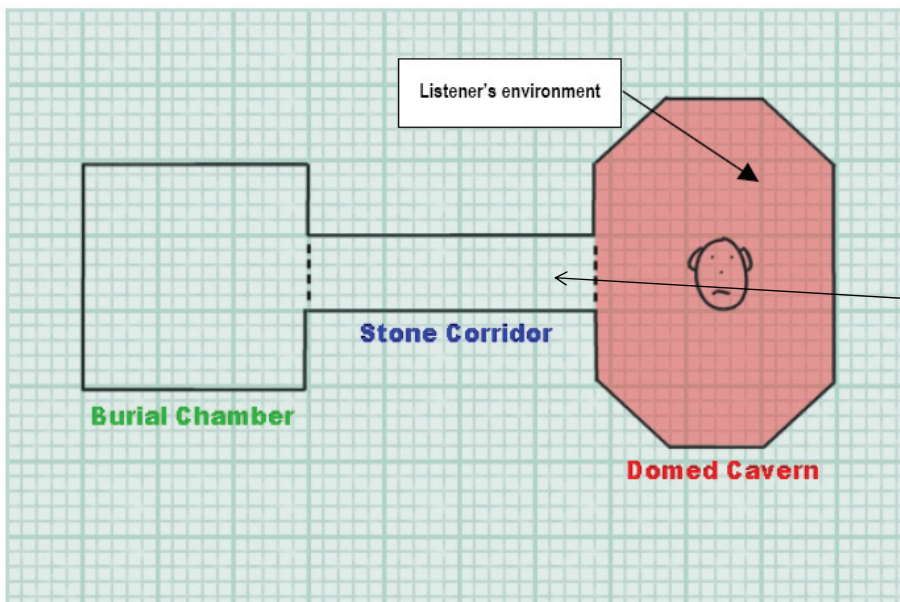 Listener's environment
Stone Corridor
Burial Chamber
Domed Cavern